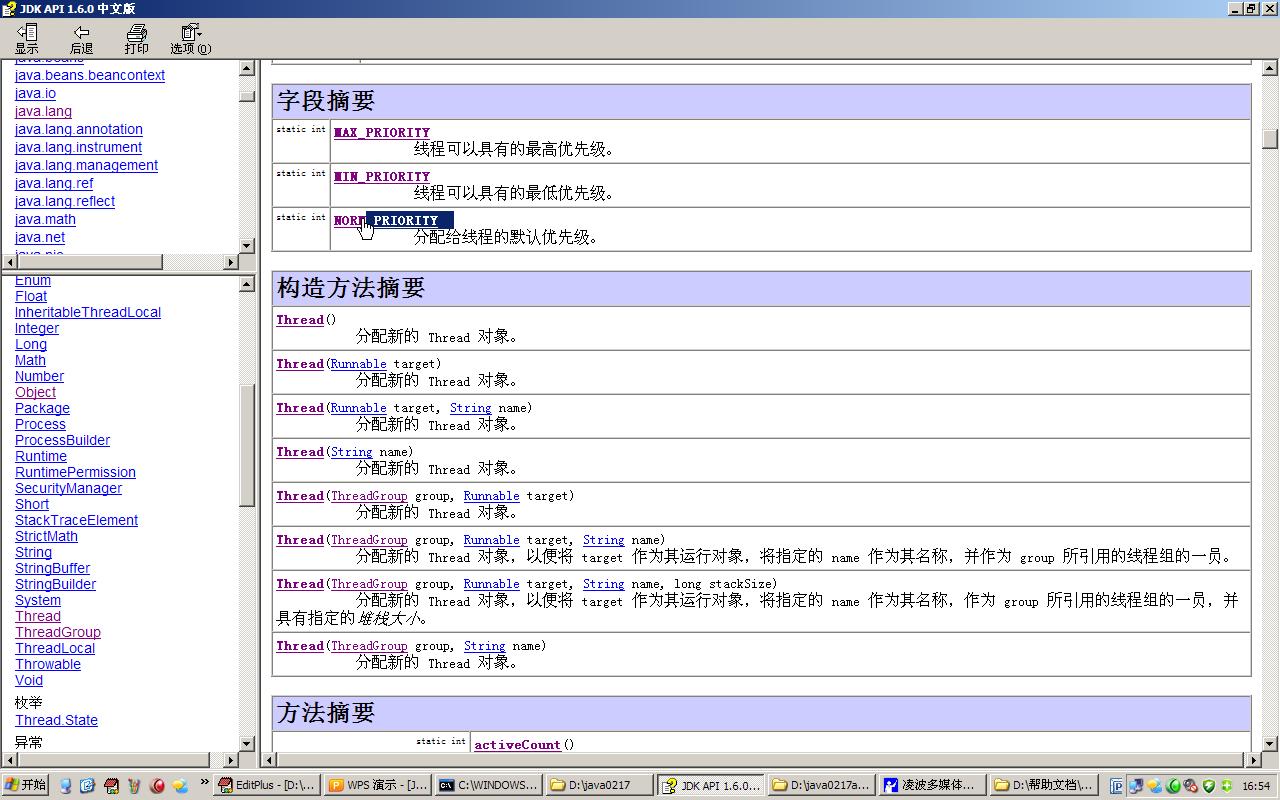 JDK API 1.6.0 中文版
显示 后退 打印 选项(O)
java.beans.beancontext
java.io
java.lang
java.lang.annotation
java.lang.instrument
java.lang.management
java.lang.ref
java.lang.reflect
java.math
java.net
Enum
Float
InheritableThreadLocal
Integer
Long
Math
Number
Object
Package
Process
ProcessBuilder
Runtime
RuntimePermission
SecurityManager
Short
StackTraceElement
StrictMath
String
StringBuffer
StringBuilder
System
Thread
ThreadGroup
ThreadLocal
Throwable
Void
枚举
Thread.State
异常
字段摘要
static int MAX_PRIORITY
线程可以具有的最高优先级。
static int MIN_PRIORITY
线程可以具有的最低优先级。
static int NORM_PRIORITY
分配给线程的默认优先级。
构造方法摘要
Thread()
分配新的 Thread 对象。
Thread(Runnable target)
分配新的 Thread 对象。
Thread(Runnable target, String name)
分配新的 Thread 对象。
Thread(String name)
分配新的 Thread 对象。
Thread(ThreadGroup group, Runnable target)
分配新的 Thread 对象。
Thread(ThreadGroup group, Runnable target, String name)
分配新的 Thread 对象，以便将 target 作为其运行对象，将指定的 name 作为其名称，并作为 group 所引用的线程组的一员。
Thread(ThreadGroup group, Runnable target, String name, long stackSize)
分配新的 Thread 对象，以便将 target 作为其运行对象，将指定的 name 作为其名称，作为 group 所引用的线程组的一员，并
具有指定的堆栈大小。
Thread(ThreadGroup group, String name)
分配新的 Thread 对象。
方法摘要
static int activeCount()
开始 » EditPlus - [D:\... WPS 演示 - [J... C:\WINDOWS... D:\java0217 JDK API 1.6.0... D:\java0217a... 凌波多媒体... D:\帮助文档\... 16:54